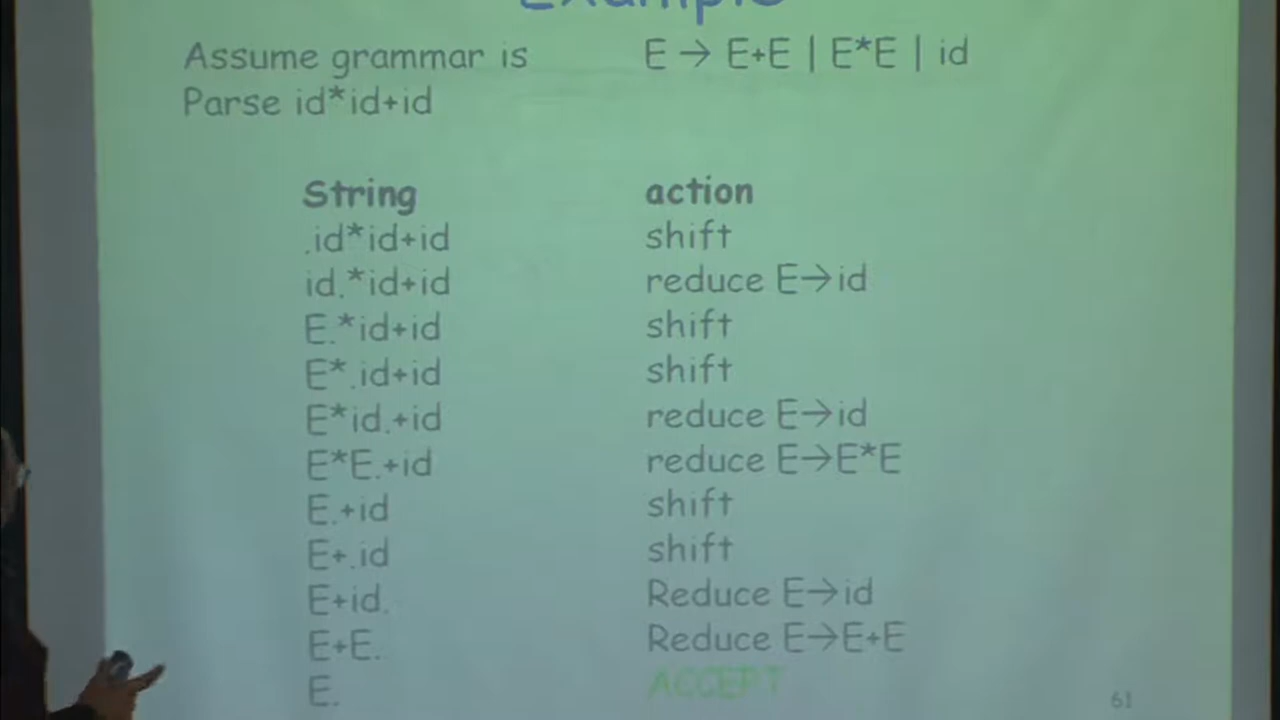 Example
Assume grammar is E → E+E | E*E | id
Parse id*id+id
String action
.id*id+id shift
id.*id+id reduce E→id
E.*id+id shift
E*.id+id shift
E*id.+id reduce E→id
E*E.+id reduce E→E*E
E.+id shift
E+.id shift
E+id. Reduce E→id
E+E. Reduce E→E+E
E. ACCEPT
61